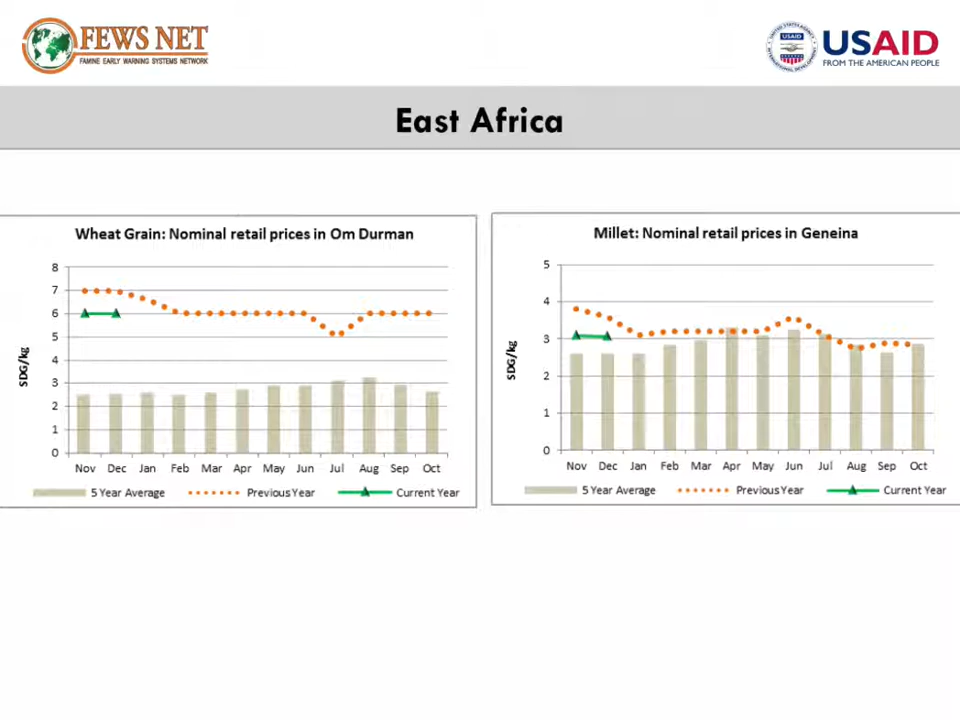 FEWS NET
FAMINE EARLY WARNING SYSTEMS NETWORK
USAID
FROM THE AMERICAN PEOPLE
East Africa
Wheat Grain: Nominal retail prices in Om Durman
8
7
6
5
4
3
2
1
0
SDG/kg
Nov Dec Jan Feb Mar Apr May Jun Jul Aug Sep Oct
5 Year Average Previous Year Current Year
Millet: Nominal retail prices in Geneina
5
4
3
2
1
0
SDG/kg
Nov Dec Jan Feb Mar Apr May Jun Jul Aug Sep Oct
5 Year Average Previous Year Current Year